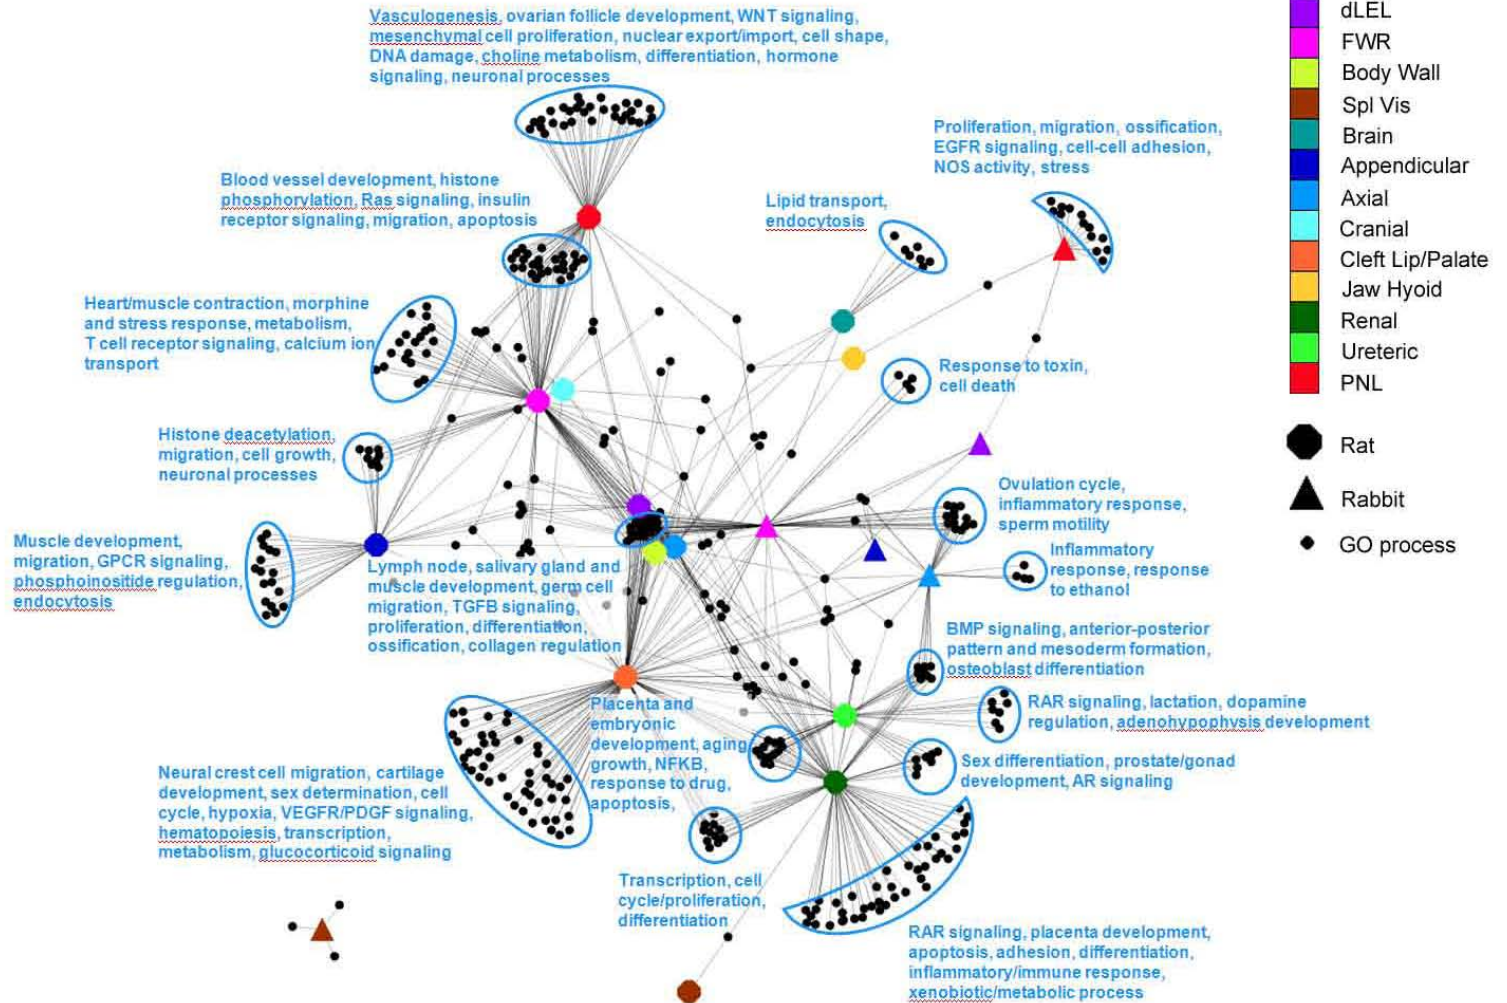 Vasculogenesis, ovarian follicle development, WNT signaling,
mesenchymal cell proliferation, nuclear export/import, cell shape,
DNA damage, choline metabolism, differentiation, hormone
signaling, neuronal processes
Blood vessel development, histone
phosphorylation, Ras signaling, insulin
receptor signaling, migration, apoptosis
Heart/muscle contraction, morphine
and stress response, metabolism,
T cell receptor signaling, calcium ion
transport
Histone deacetylation,
migration, cell growth,
neuronal processes
Muscle development,
migration, GPCR signaling,
phosphoinositide regulation,
endocytosis
Lymph node, salivary gland and
muscle development, germ cell
migration, TGFB signaling,
proliferation, differentiation,
ossification, collagen regulation
Neural crest cell migration, cartilage
development, sex determination, cell
cycle, hypoxia, VEGFR/PDGF signaling,
hematopoiesis, transcription,
metabolism, glucocorticoid signaling
Placenta and
embryonic
development, aging
growth, NFKB,
response to drug,
apoptosis,
Transcription, cell
cycle/proliferation,
differentiation
Lipid transport,
endocytosis
Proliferation, migration, ossification,
EGFR signaling, cell-cell adhesion,
NOS activity, stress
Response to toxin,
cell death
Ovulation cycle,
inflammatory response,
sperm motility
Inflammatory
response, response
to ethanol
BMP signaling, anterior-posterior
pattern and mesoderm formation,
osteoblast differentiation
RAR signaling, lactation, dopamine
regulation, adenohypophysis development
Sex differentiation, prostate/gonad
development, AR signaling
RAR signaling, placenta development,
apoptosis, adhesion, differentiation,
inflammatory/immune response,
xenobiotic/metabolic process
dLEL
FWR
Body Wall
Spl Vis
Brain
Appendicular
Axial
Cranial
Cleft Lip/Palate
Jaw Hyoid
Renal
Ureteric
PNL
Rat
Rabbit
GO process